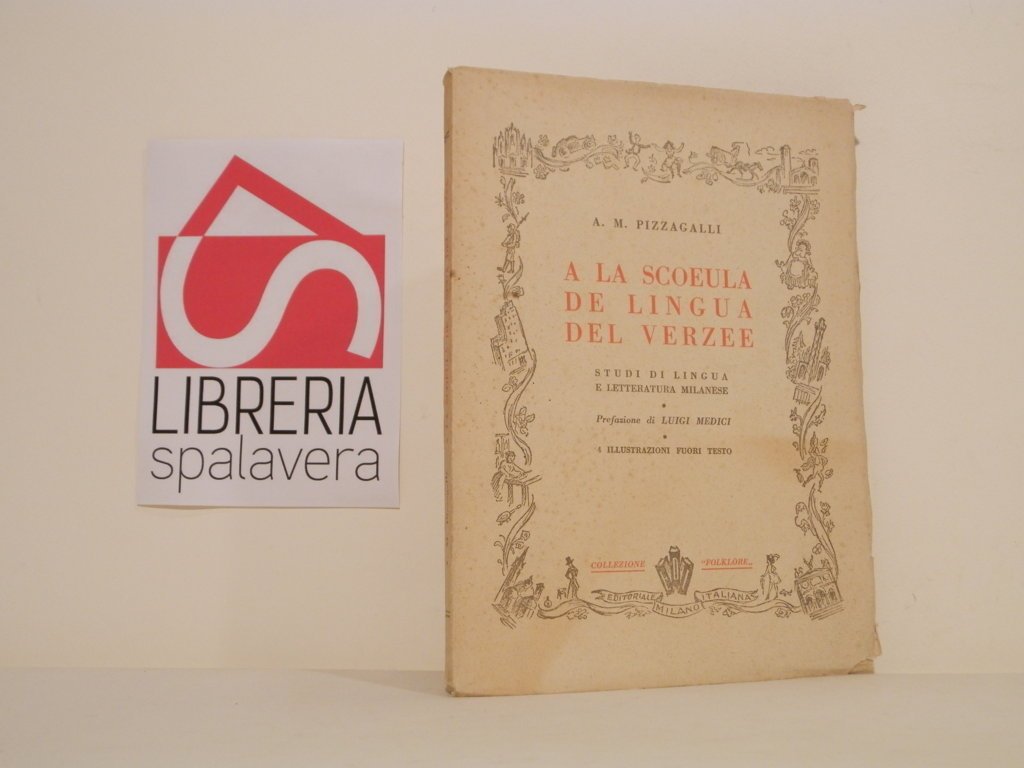 LIBRERIA
spalavera
A. M. PIZZAGALLI
A LA SCOEULA
DE LINGUA
DEL VERZEE
STUDI DI LINGUA
E LETTERATURA MILANESE
Prefazione di LUIGI MEDICI
4 ILLUSTRAZIONI FUORI TESTO
COLLEZIONE "FOLKLORE„
EDITORIALE ITALIANA
MILANO